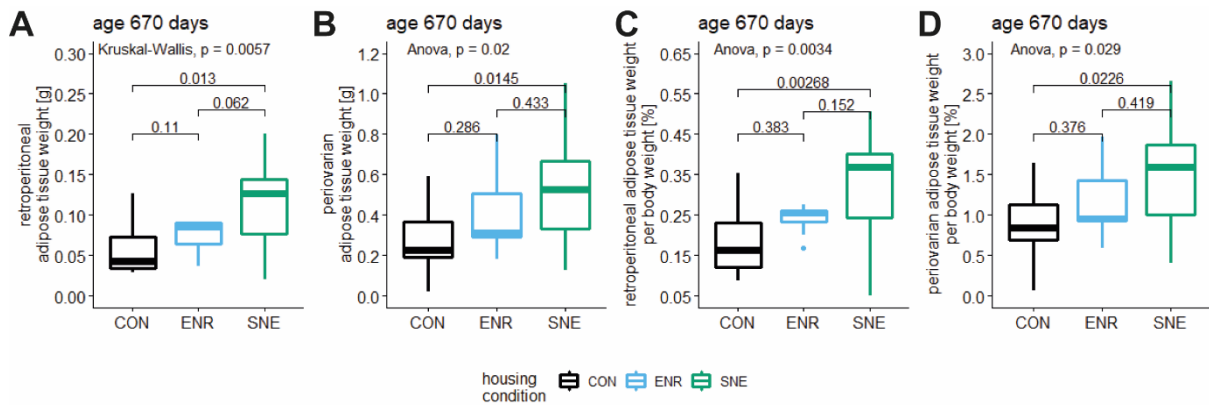 A
age 670 days
Kruskal-Wallis, p = 0.0057
0.013
0.062
0.11
retroperitoneal
adipose tissue weight [g]
0.30
0.25
0.20
0.15
0.10
0.05
0.00
CON ENR SNE
B
age 670 days
Anova, p = 0.02
0.0145
0.433
0.286
periovarian
adipose tissue weight [g]
1.2
1.0
0.8
0.6
0.4
0.2
0.0
CON ENR SNE
C
age 670 days
Anova, p = 0.0034
0.00268
0.152
0.383
retroperitoneal adipose tissue weight
per body weight [%]
0.65
0.55
0.45
0.35
0.25
0.15
0.05
CON ENR SNE
D
age 670 days
Anova, p = 0.029
0.0226
0.419
0.376
periovarian adipose tissue weight
per body weight [%]
3.0
2.5
2.0
1.5
1.0
0.5
0.0
CON ENR SNE
housing
condition
CON ENR SNE